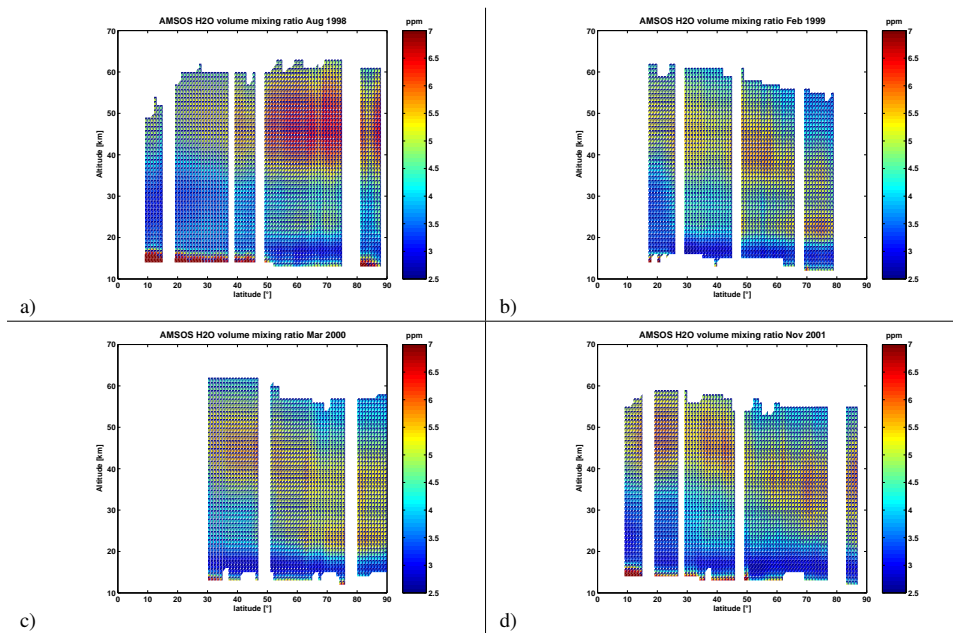 AMSOS H2O volume mixing ratio Aug 1998
ppm
Altitude [km]
70
60
50
40
30
20
10
0 10 20 30 40 50 60 70 80 90
latitude [°]
7
6.5
6
5.5
5
4.5
4
3.5
3
2.5
a)
AMSOS H2O volume mixing ratio Feb 1999
ppm
Altitude [km]
70
60
50
40
30
20
10
0 10 20 30 40 50 60 70 80 90
latitude [°]
7
6.5
6
5.5
5
4.5
4
3.5
3
2.5
b)
AMSOS H2O volume mixing ratio Mar 2000
ppm
Altitude [km]
70
60
50
40
30
20
10
0 10 20 30 40 50 60 70 80 90
latitude [°]
7
6.5
6
5.5
5
4.5
4
3.5
3
2.5
c)
AMSOS H2O volume mixing ratio Nov 2001
ppm
Altitude [km]
70
60
50
40
30
20
10
0 10 20 30 40 50 60 70 80 90
latitude [°]
7
6.5
6
5.5
5
4.5
4
3.5
3
2.5
d)